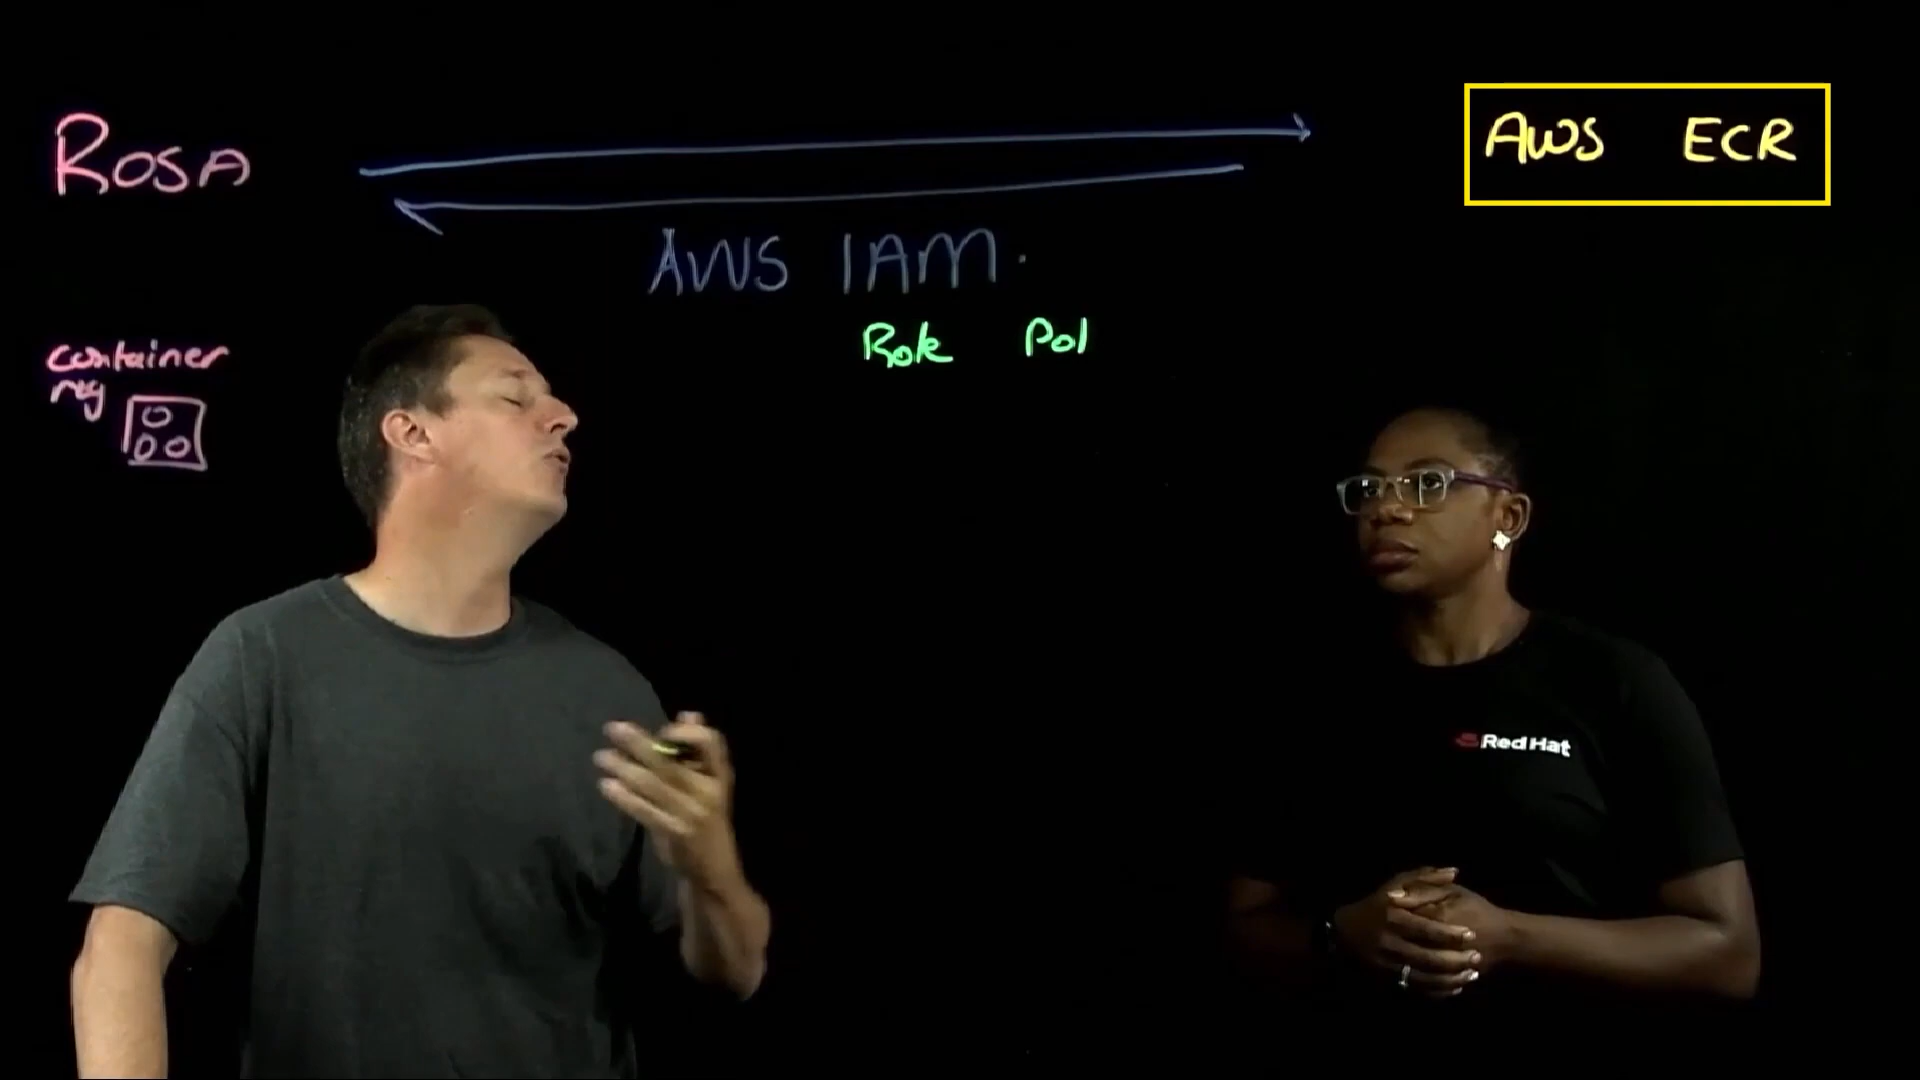 ROSA
AWS ECR
AWS IAM.
Role Pol
container
reg
Red Hat